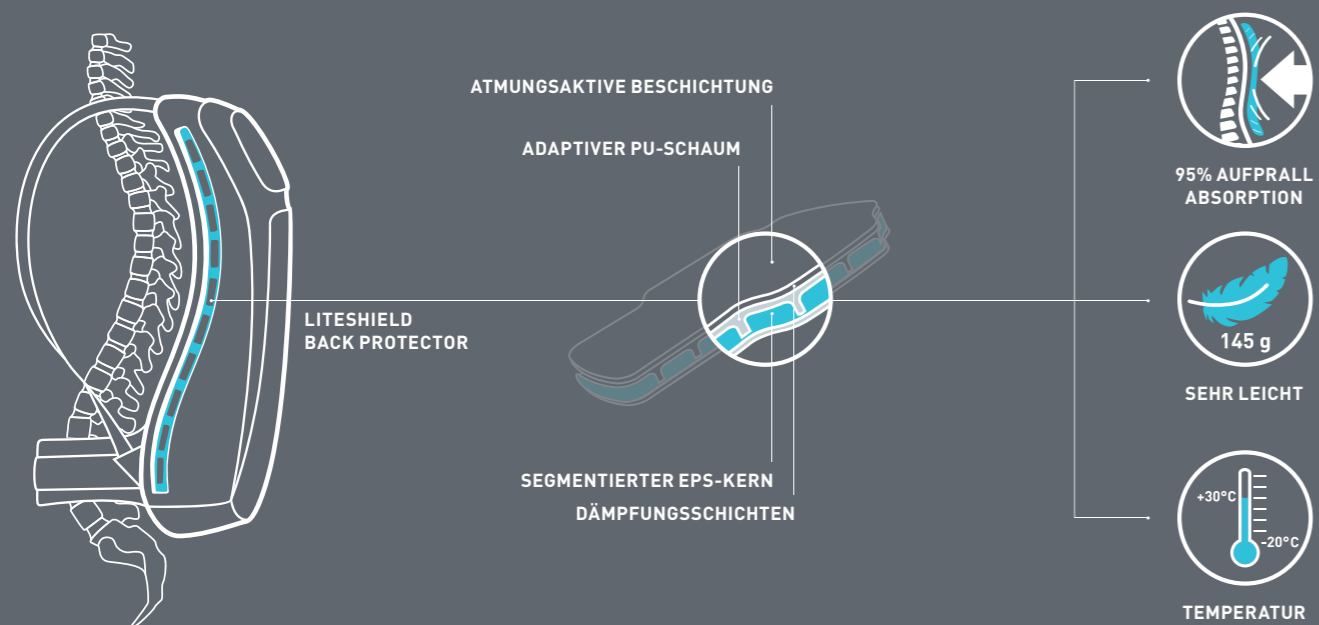 ATMUNGSAKTIVE BESCHICHTUNG
ADAPTIVER PU-SCHAUM
LITESHIELD
BACK PROTECTOR
SEGMENTIERTER EPS-KERN
DÄMPFUNGSSCHICHTEN
95% AUFPRALL
ABSORPTION
145 g
SEHR LEICHT
+30°C
-20°C
TEMPERATUR